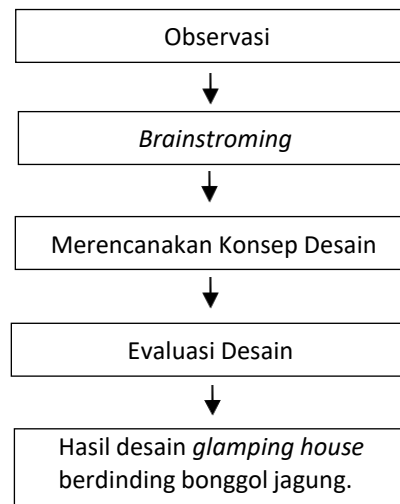 Observasi
Brainstroming
Merencanakan Konsep Desain
Evaluasi Desain
Hasil desain glamping house
berdinding bonggol jagung.